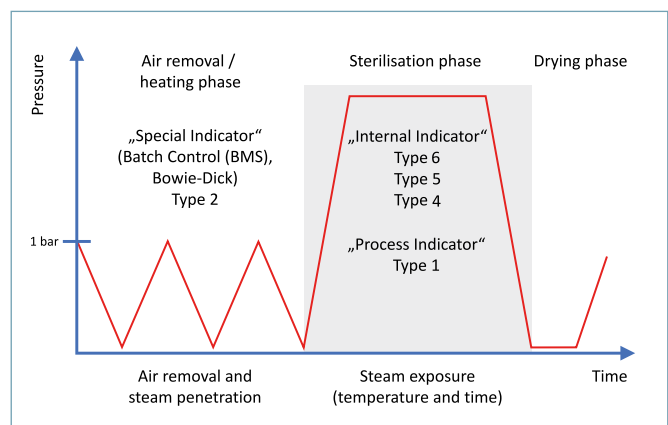 Pressure
Air removal /
heating phase
Sterilisation phase
Drying phase
„Special Indicator“
(Batch Control (BMS),
Bowie-Dick)
Type 2
„Internal Indicator“
Type 6
Type 5
Type 4
1 bar
„Process Indicator“
Type 1
Air removal and
steam penetration
Steam exposure
(temperature and time)
Time